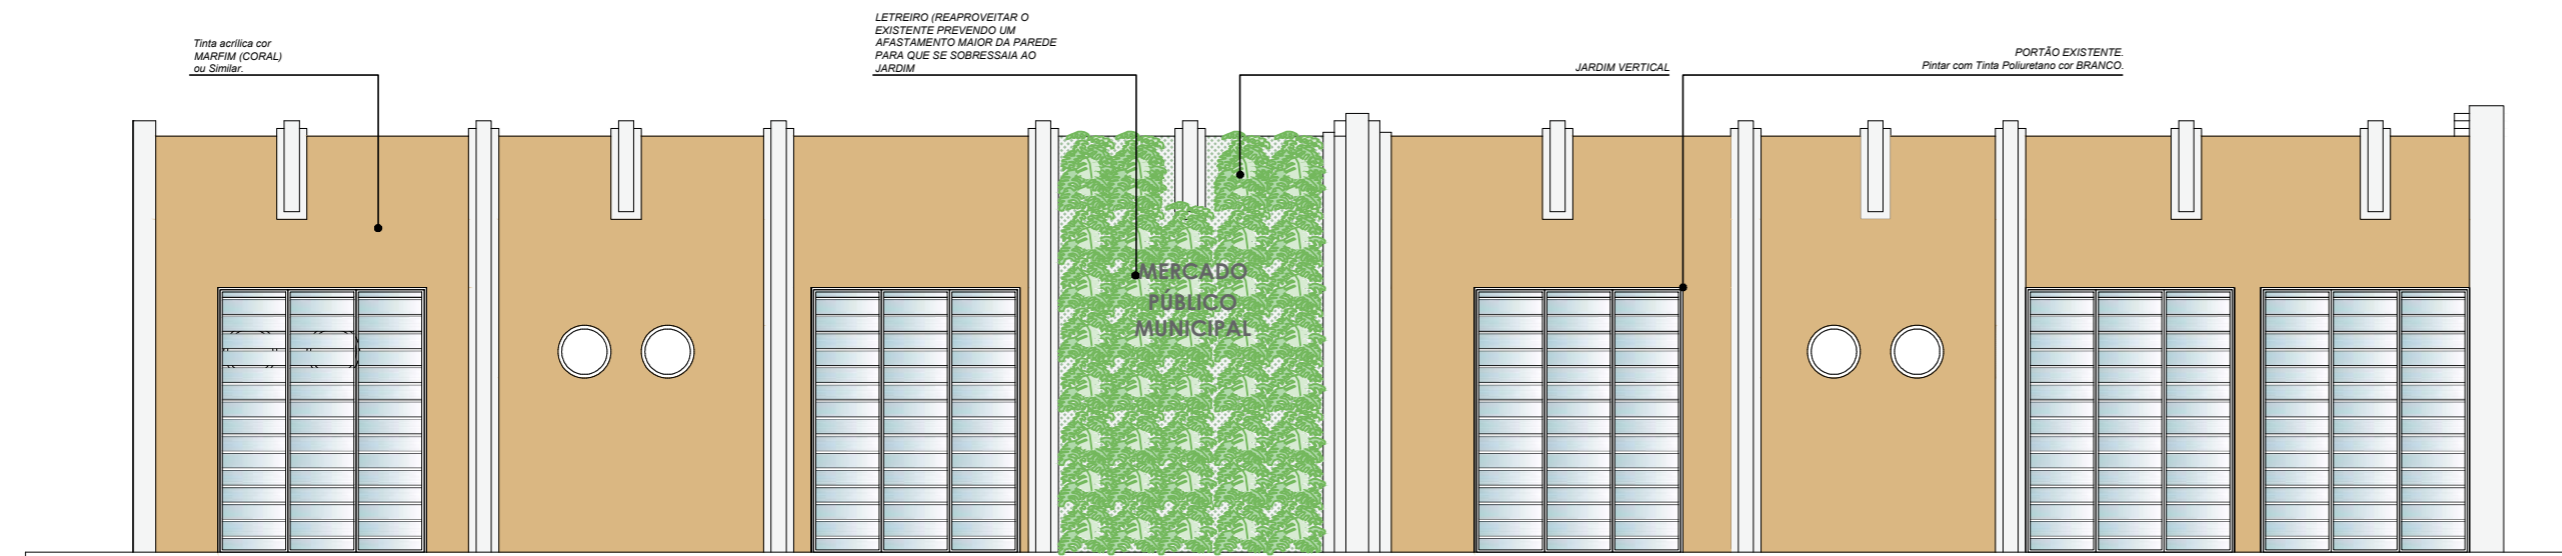 Tinta acrílica cor
MARFIM (CORAL)
ou Similar.
LETREIRO (REAPROVEITAR O
EXISTENTE PREVENDO UM
AFASTAMENTO MAIOR DA PAREDE
PARA QUE SE SOBRESSAIA AO
JARDIM
JARDIM VERTICAL
PORTÃO EXISTENTE.
Pintar com Tinta Poliuretano cor BRANCO.
MERCADO
PÚBLICO
MUNICIPAL